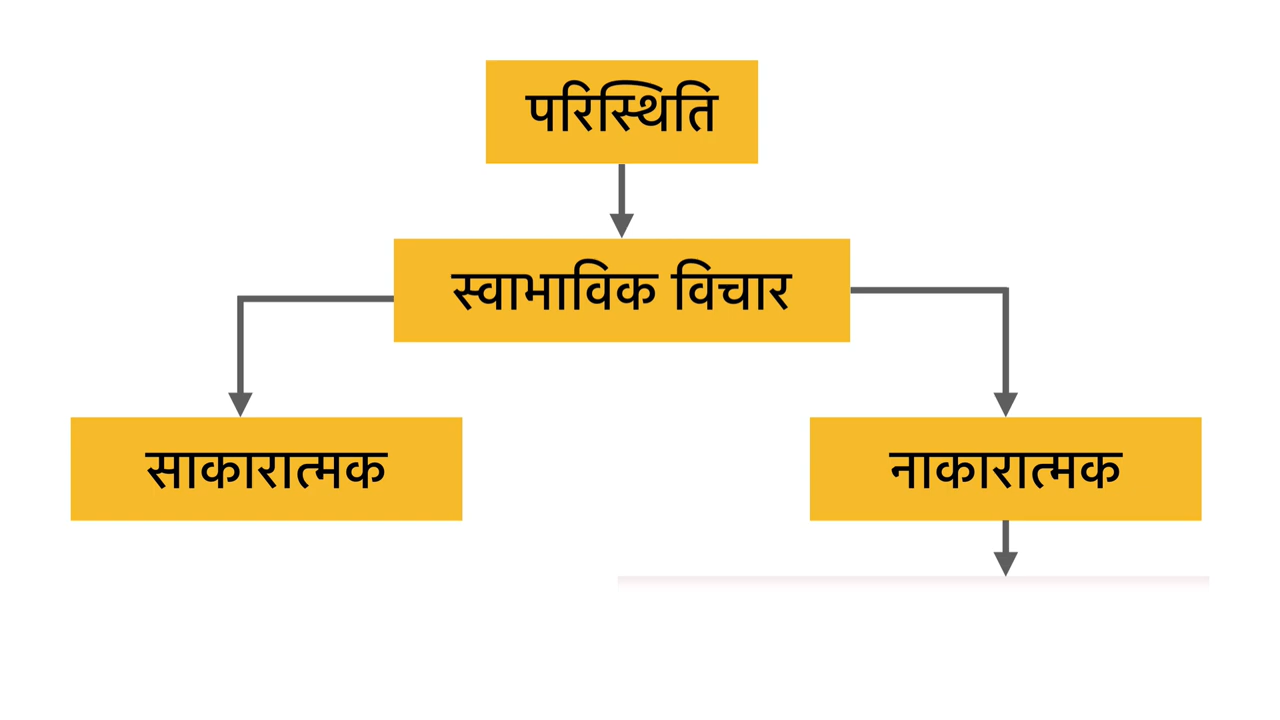 परिस्थिति
स्वाभाविक विचार
साकारात्मक
नाकारात्मक